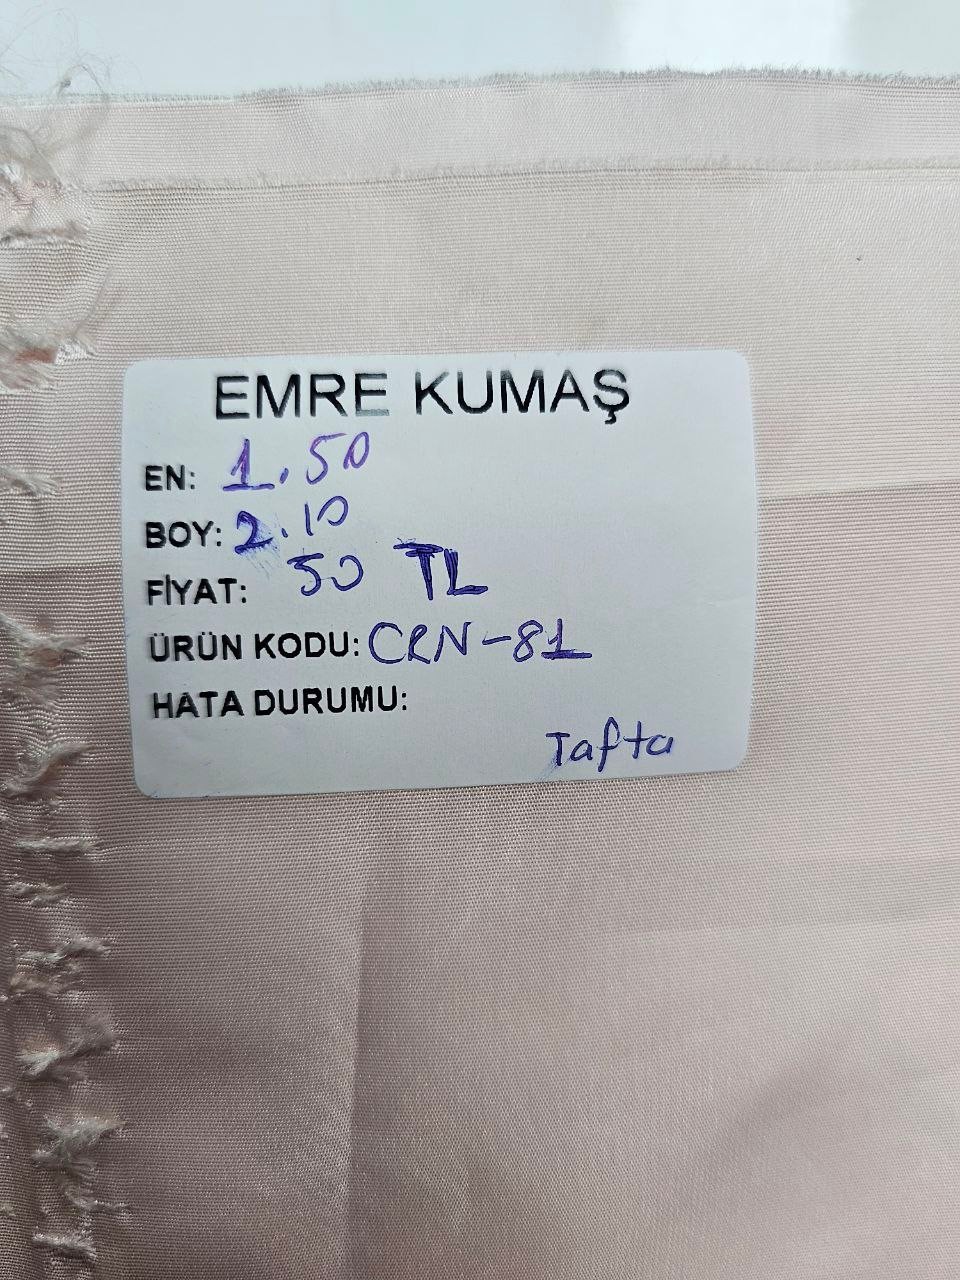 EMRE KUMAŞ
EN: 1.50
BOY: 2.10
FİYAT: 50 TL
ÜRÜN KODU: CRN-81
HATA DURUMU:
Tafta